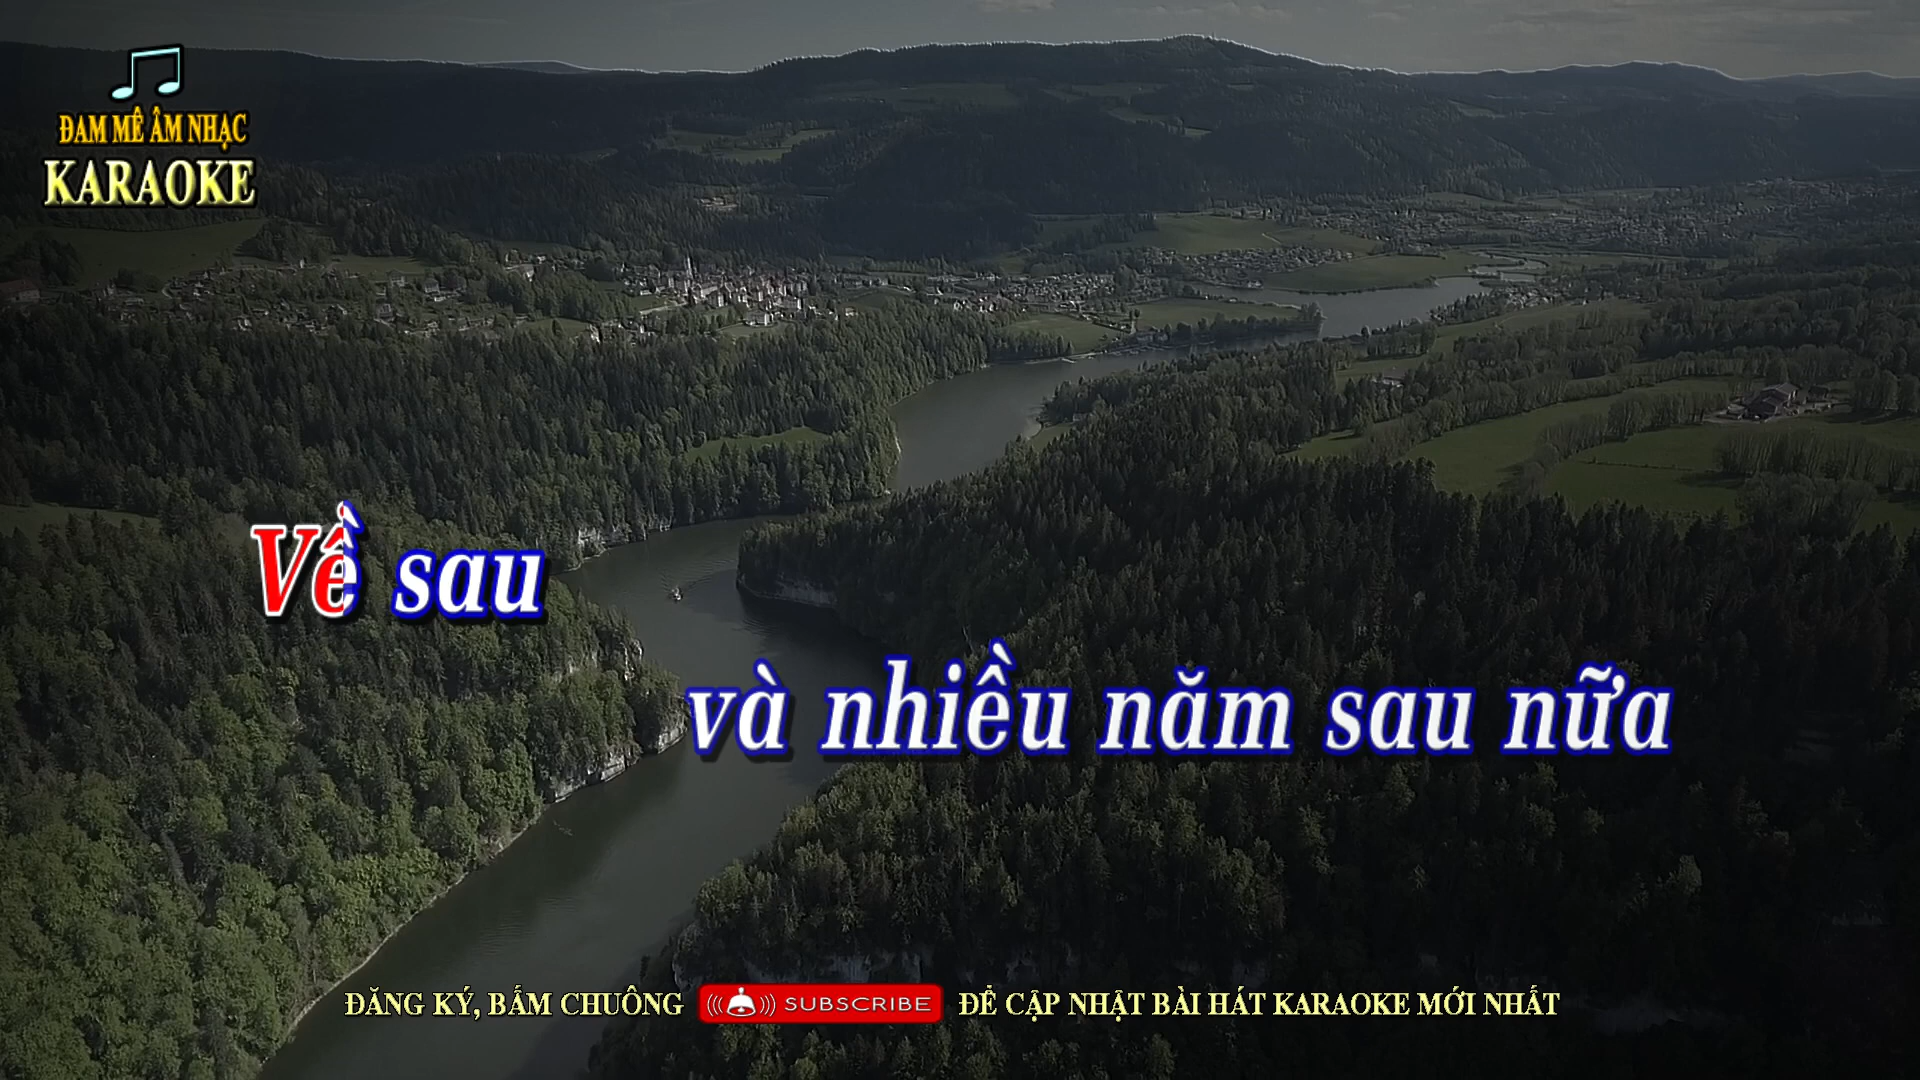 ĐAM MÊ ÂM NHẠC
KARAOKE
Về sau
và nhiều năm sau nữa
ĐĂNG KÝ, BẤM CHUÔNG SUBSCRIBE ĐỂ CẬP NHẬT BÀI HÁT KARAOKE MỚI NHẤT